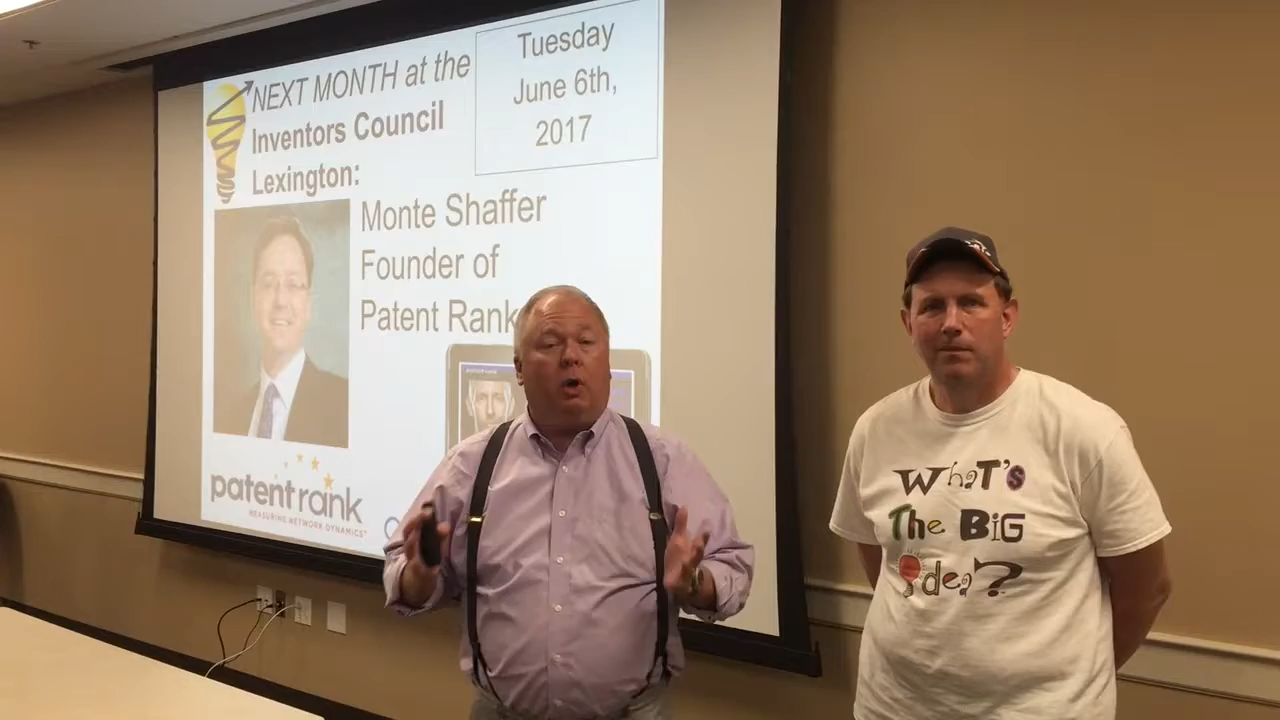 NEXT MONTH at the
Inventors Council
Lexington:
Tuesday
June 6th,
2017
Monte Shaffer
Founder of
Patent Rank
patentrank
MEASURING NETWORK DYNAMICS
WHaT's
The BiG
idea?